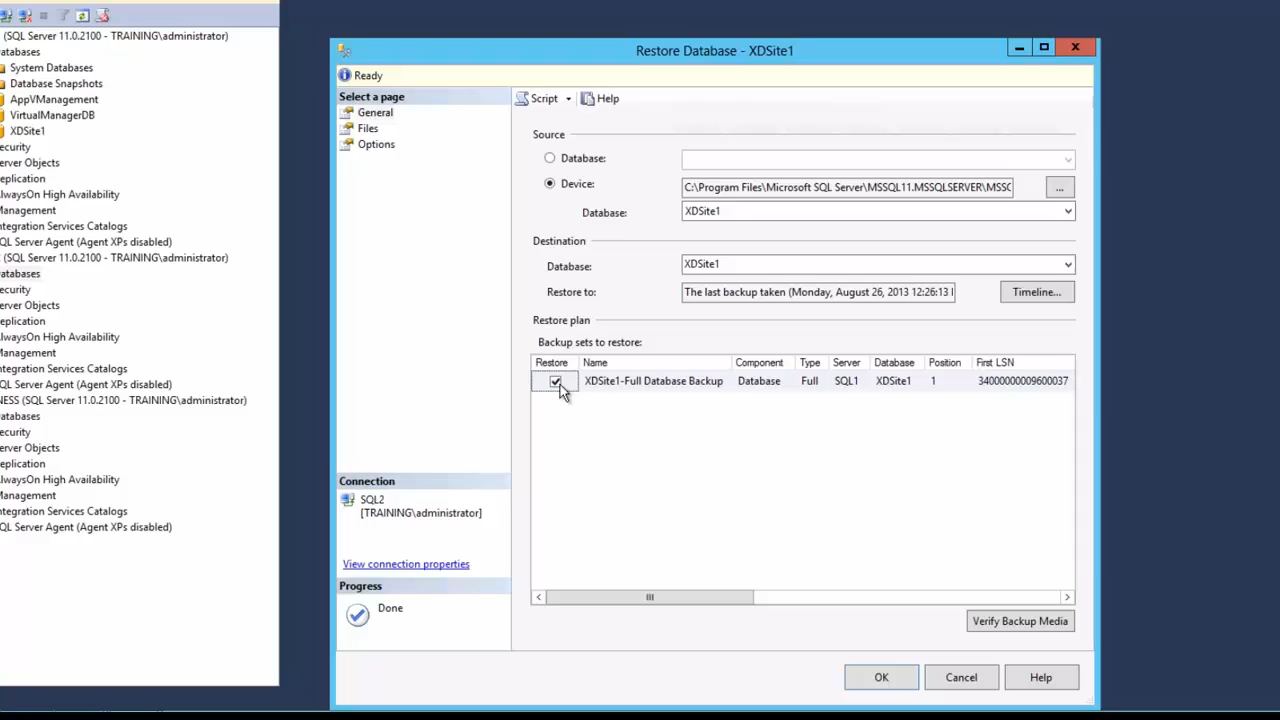 (SQL Server 11.0.2100 - TRAINING\administrator)
Databases
System Databases
Database Snapshots
AppVManagement
VirtualManagerDB
XDSite1
ecurity
erver Objects
eplication
lwaysOn High Availability
Management
ntegration Services Catalogs
QL Server Agent (Agent XPs disabled)
(SQL Server 11.0.2100 - TRAINING\administrator)
Databases
Security
erver Objects
eplication
lwaysOn High Availability
Management
ntegration Services Catalogs
QL Server Agent (Agent XPs disabled)
NESS (SQL Server 11.0.2100 - TRAINING\administrator)
Databases
ecurity
erver Objects
eplication
lwaysOn High Availability
Management
ntegration Services Catalogs
QL Server Agent (Agent XPs disabled)
Restore Database - XDSite1
Ready
Select a page
General
Files
Options
Connection
SQL2
[TRAINING\administrator]
View connection properties
Progress
Done
Script Help
Source
Database:
Device: C:\Program Files\Microsoft SQL Server\MSSQL11.MSSQLSERVER\MSSQ ...
Database: XDSite1
Destination
Database: XDSite1
Restore to: The last backup taken (Monday, August 26, 2013 12:26:13 Timeline...
Restore plan
Backup sets to restore:
Restore Name Component Type Server Database Position First LSN
XDSite1-Full Database Backup Database Full SQL1 XDSite1 1 34000000009600037
Verify Backup Media
OK Cancel Help